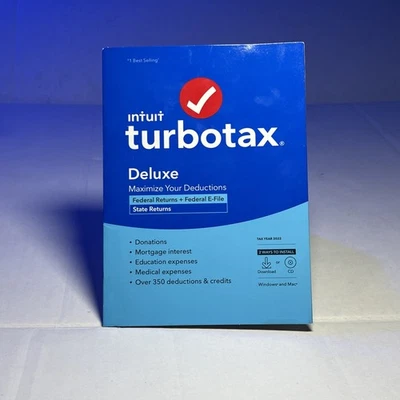 #1 Best Selling
intuit
turbotax®
Deluxe
Maximize Your Deductions
Federal Returns + Federal E-File
State Returns
• Donations
• Mortgage interest
• Education expenses
• Medical expenses
• Over 350 deductions & credits
TAX YEAR 2022
2 WAYS TO INSTALL
Download or CD
Windows and Mac